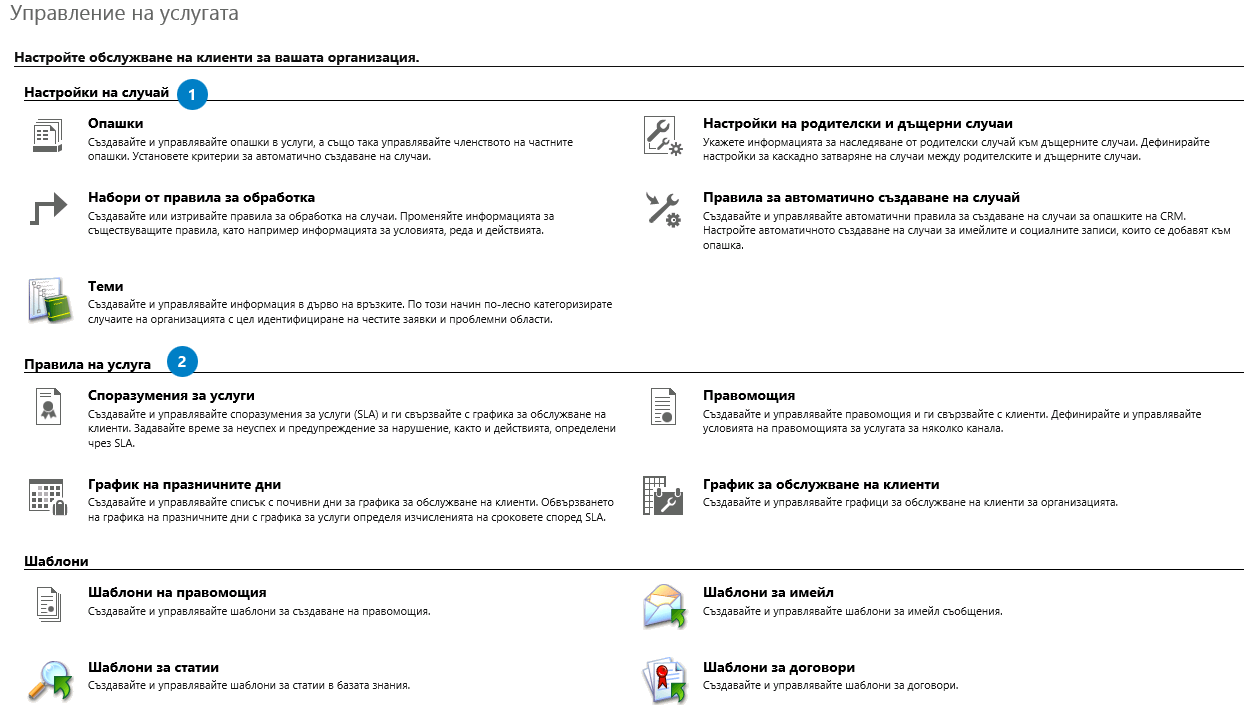 Управление на услугата
Настройте обслужване на клиенти за вашата организация.
Настройки на случай 1
Опашки
Създавайте и управлявайте опашки в услуги, а също така управлявайте членството на частните
опашки. Установете критерии за автоматично създаване на случаи.
Настройки на родителски и дъщерни случаи
Укажете информацията за наследяване от родителски случай към дъщерните случаи. Дефинирайте
настройки за каскадно затваряне на случаи между родителските и дъщерните случаи.
Набори от правила за обработка
Създавайте или изтривайте правила за обработка на случаи. Променяйте информацията за
съществуващите правила, като например информацията за условията, реда и действията.
Правила за автоматично създаване на случай
Създавайте и управлявайте автоматични правила за създаване на случаи за опашките на CRM.
Настройте автоматичното създаване на случаи за имейлите и социалните записи, които се добавят към
опашка.
Теми
Създавайте и управлявайте информация в дърво на връзките. По този начин по-лесно категоризирате
случаите на организацията с цел идентифициране на честите заявки и проблемни области.
Правила на услуга 2
Споразумения за услуги
Създавайте и управлявайте споразумения за услуги (SLA) и ги свързвайте с графика за обслужване на
клиенти. Задавайте време за неуспех и предупреждение за нарушение, както и действията, определени
чрез SLA.
Правомощия
Създавайте и управлявайте правомощия и ги свързвайте с клиенти. Дефинирайте и управлявайте
условията на правомощията за услугата за няколко канала.
График на празничните дни
Създавайте и управлявайте списък с почивни дни за графика за обслужване на клиенти. Обвързването
на графика на празничните дни с графика за услуги определя изчисленията на сроковете според SLA.
График за обслужване на клиенти
Създавайте и управлявайте графици за обслужване на клиенти за организацията.
Шаблони
Шаблони на правомощия
Създавайте и управлявайте шаблони за създаване на правомощия.
Шаблони за имейл
Създавайте и управлявайте шаблони за имейл съобщения.
Шаблони за статии
Създавайте и управлявайте шаблони за статии в базата знания.
Шаблони за договори
Създавайте и управлявайте шаблони за договори.